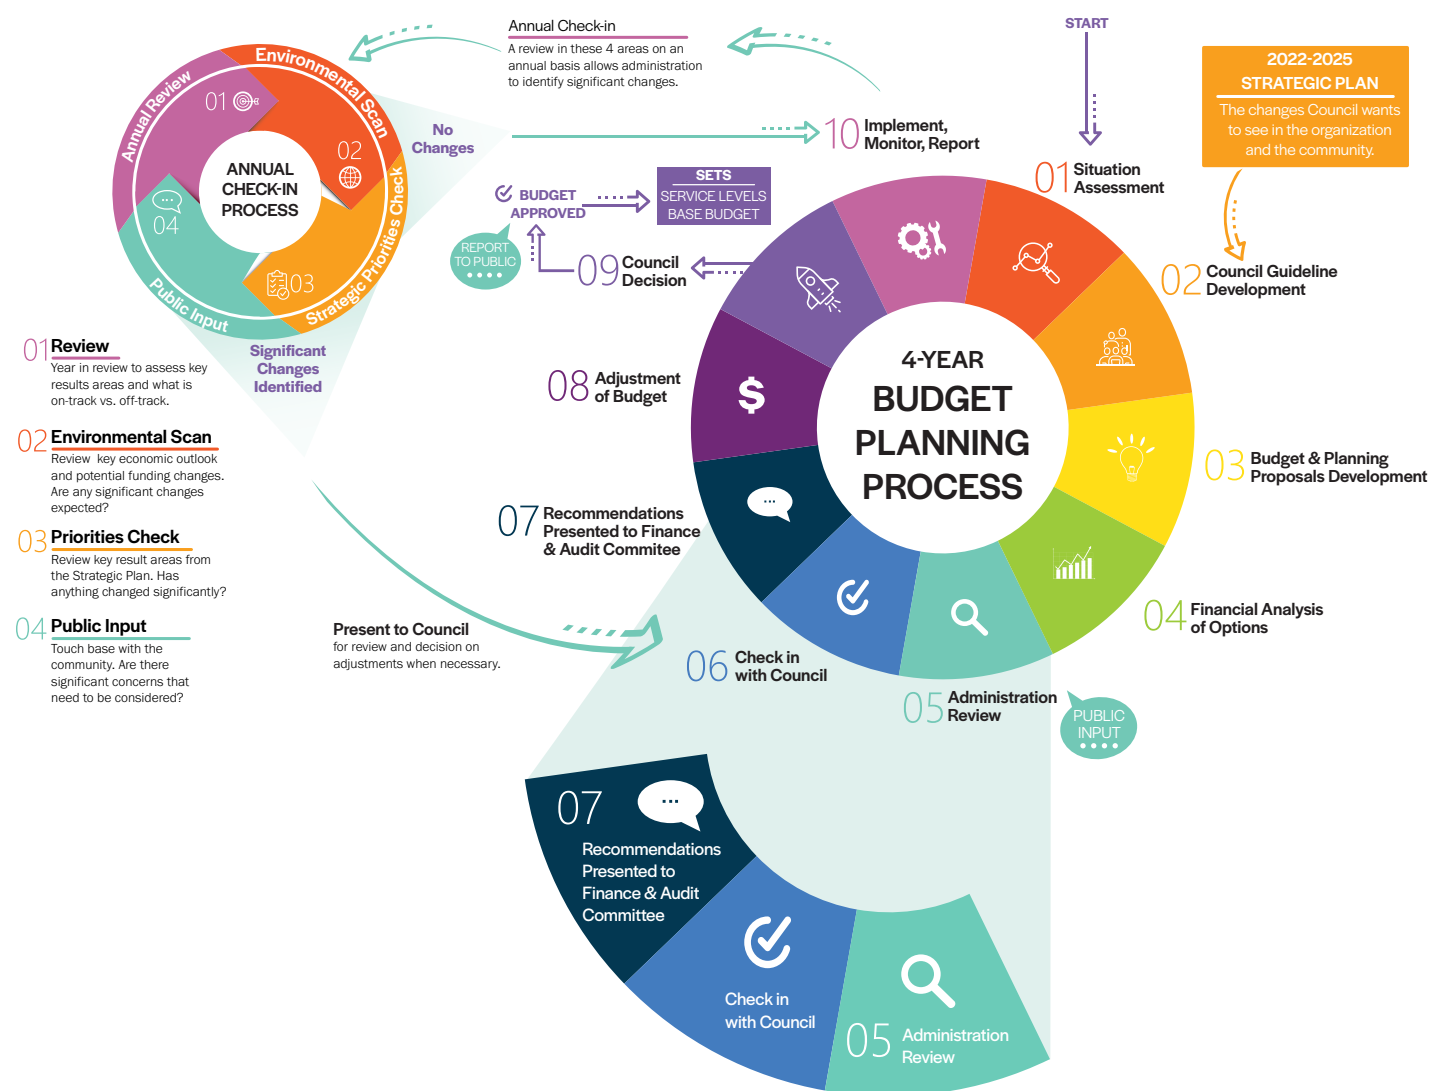 Annual Review
Environmental Scan
Strategic Priorities Check
Public Input
01
02
03
04
ANNUAL
CHECK-IN
PROCESS
Annual Check-in
A review in these 4 areas on an
annual basis allows administration
to identify significant changes.
No
Changes
Significant
Changes
Identified
START
2022-2025
STRATEGIC PLAN
The changes Council wants
to see in the organization
and the community.
10 Implement,
Monitor, Report
01 Situation
Assessment
02 Council Guideline
Development
03 Budget & Planning
Proposals Development
04 Financial Analysis
of Options
05 Administration
Review
PUBLIC
INPUT
06 Check in
with Council
07 Recommendations
Presented to Finance
& Audit Commitee
08 Adjustment
of Budget
$
09 Council
Decision
BUDGET
APPROVED
REPORT
TO PUBLIC
SETS
SERVICE LEVELS
BASE BUDGET
4-YEAR
BUDGET
PLANNING
PROCESS
01 Review
Year in review to assess key
results areas and what is
on-track vs. off-track.
02 Environmental Scan
Review key economic outlook
and potential funding changes.
Are any significant changes
expected?
03 Priorities Check
Review key result areas from
the Strategic Plan. Has
anything changed significantly?
04 Public Input
Touch base with the
community. Are there
significant concerns that
need to be considered?
Present to Council
for review and decision on
adjustments when necessary.
07
Recommendations
Presented to
Finance & Audit
Committee
Check in
with Council
05 Administration
Review